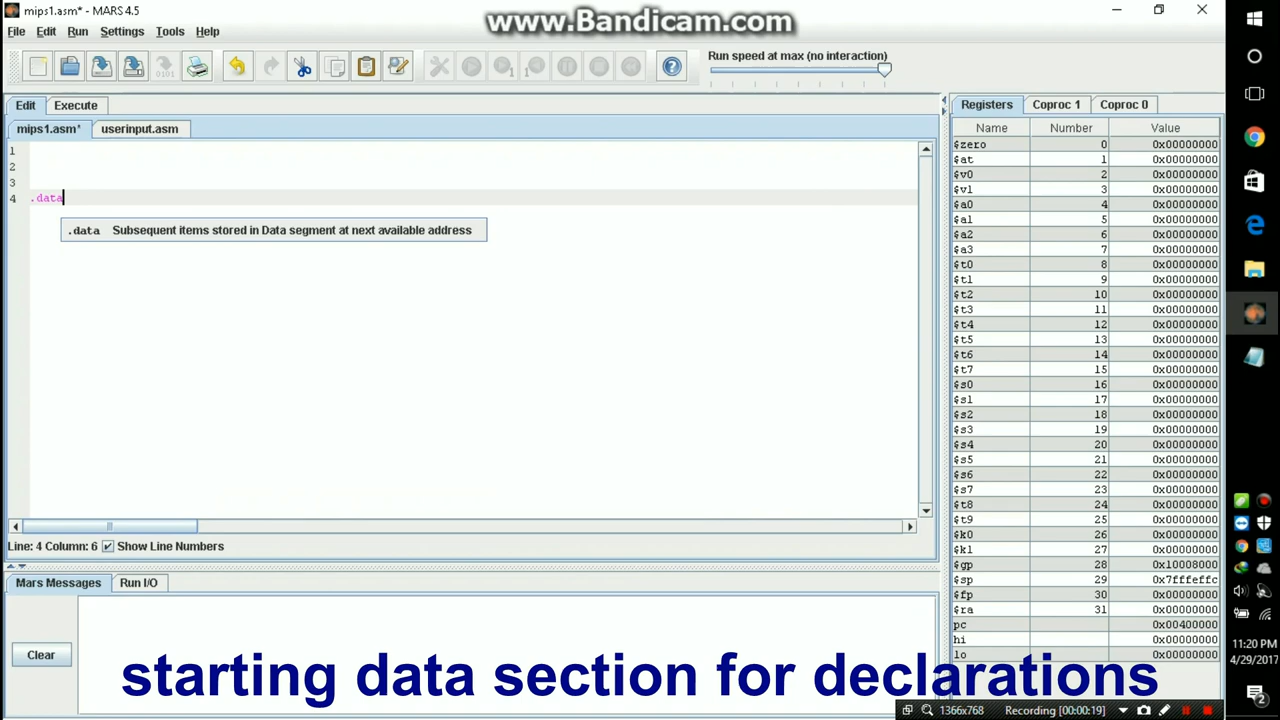 mips1.asm* - MARS 4.5
www.Bandicam.com
File Edit Run Settings Tools Help
Run speed at max (no interaction)
Edit Execute
mips1.asm* userinput.asm
1
2
3
4 .data
.data Subsequent items stored in Data segment at next available address
Line: 4 Column: 6 Show Line Numbers
Mars Messages Run I/O
Clear
Registers Coproc 1 Coproc 0
Name Number Value
$zero 0 0x00000000
$at 1 0x00000000
$v0 2 0x00000000
$v1 3 0x00000000
$a0 4 0x00000000
$a1 5 0x00000000
$a2 6 0x00000000
$a3 7 0x00000000
$t0 8 0x00000000
$t1 9 0x00000000
$t2 10 0x00000000
$t3 11 0x00000000
$t4 12 0x00000000
$t5 13 0x00000000
$t6 14 0x00000000
$t7 15 0x00000000
$s0 16 0x00000000
$s1 17 0x00000000
$s2 18 0x00000000
$s3 19 0x00000000
$s4 20 0x00000000
$s5 21 0x00000000
$s6 22 0x00000000
$s7 23 0x00000000
$t8 24 0x00000000
$t9 25 0x00000000
$k0 26 0x00000000
$k1 27 0x00000000
$gp 28 0x10008000
$sp 29 0x7fffeffc
$fp 30 0x00000000
$ra 31 0x00000000
pc 0x00400000
hi 0x00000000
lo 0x00000000
starting data section for declarations
1366x768 Recording [00:00:19]
11:20 PM
4/29/2017
2